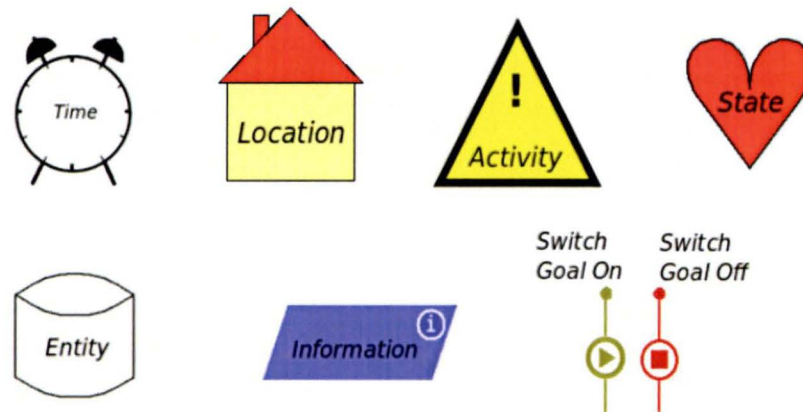 Time
Location
!
Activity
State
Switch
Goal On
Switch
Goal Off
Entity
Information
i